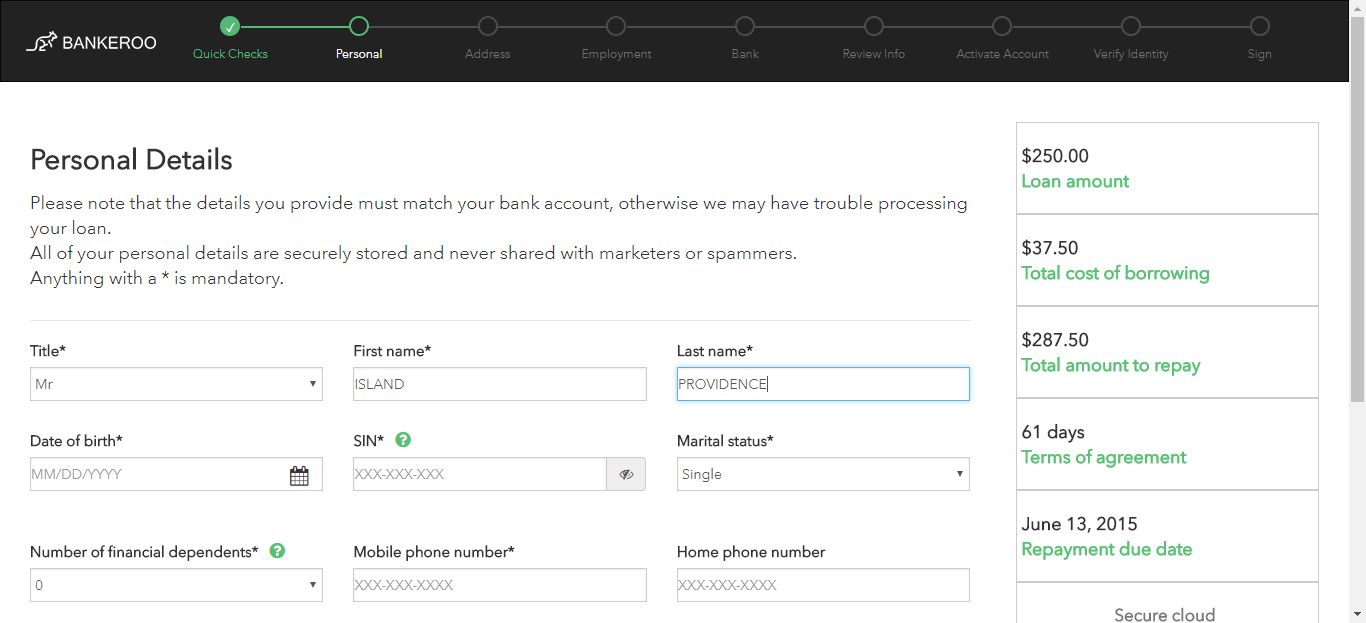 BANKEROO
Quick Checks
Personal
Address
Employment
Bank
Review Info
Activate Account
Verify Identity
Sign
Personal Details
Please note that the details you provide must match your bank account, otherwise we may have trouble processing
your loan.
All of your personal details are securely stored and never shared with marketers or spammers.
Anything with a * is mandatory.
Title*
First name*
Last name*
Mr
ISLAND
PROVIDENCE
Date of birth*
SIN* ?
Marital status*
MM/DD/YYYY
XXX-XXX-XXX
Single
Number of financial dependents* ?
Mobile phone number*
Home phone number
0
XXX-XXX-XXXX
XXX-XXX-XXXX
$250.00
Loan amount
$37.50
Total cost of borrowing
$287.50
Total amount to repay
61 days
Terms of agreement
June 13, 2015
Repayment due date
Secure cloud